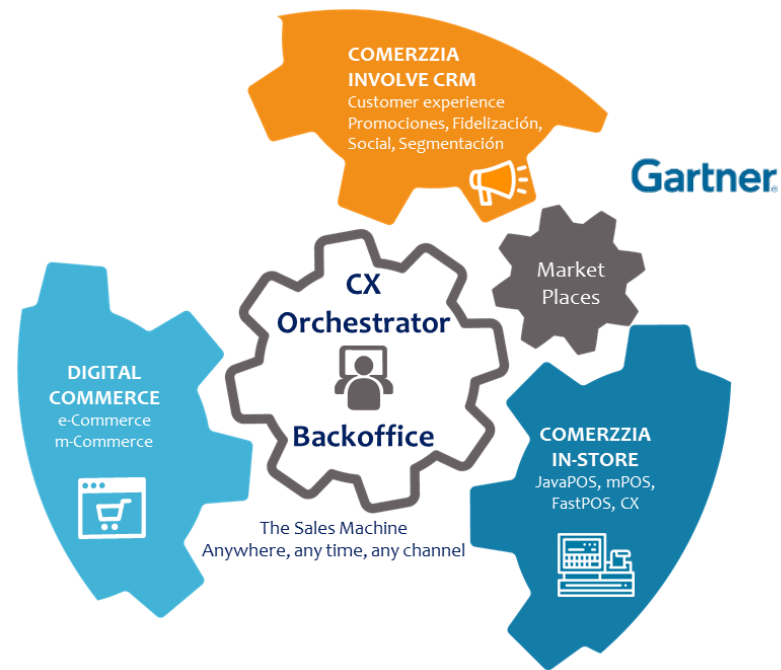 COMERZZIA
INVOLVE CRM
Customer experience
Promociones, Fidelización,
Social, Segmentación
Gartner®
Market
Places
CX
Orchestrator
Backoffice
DIGITAL
COMMERCE
e-Commerce
m-Commerce
COMERZZIA
IN-STORE
JavaPOS, mPOS,
FastPOS, CX
The Sales Machine
Anywhere, any time, any channel